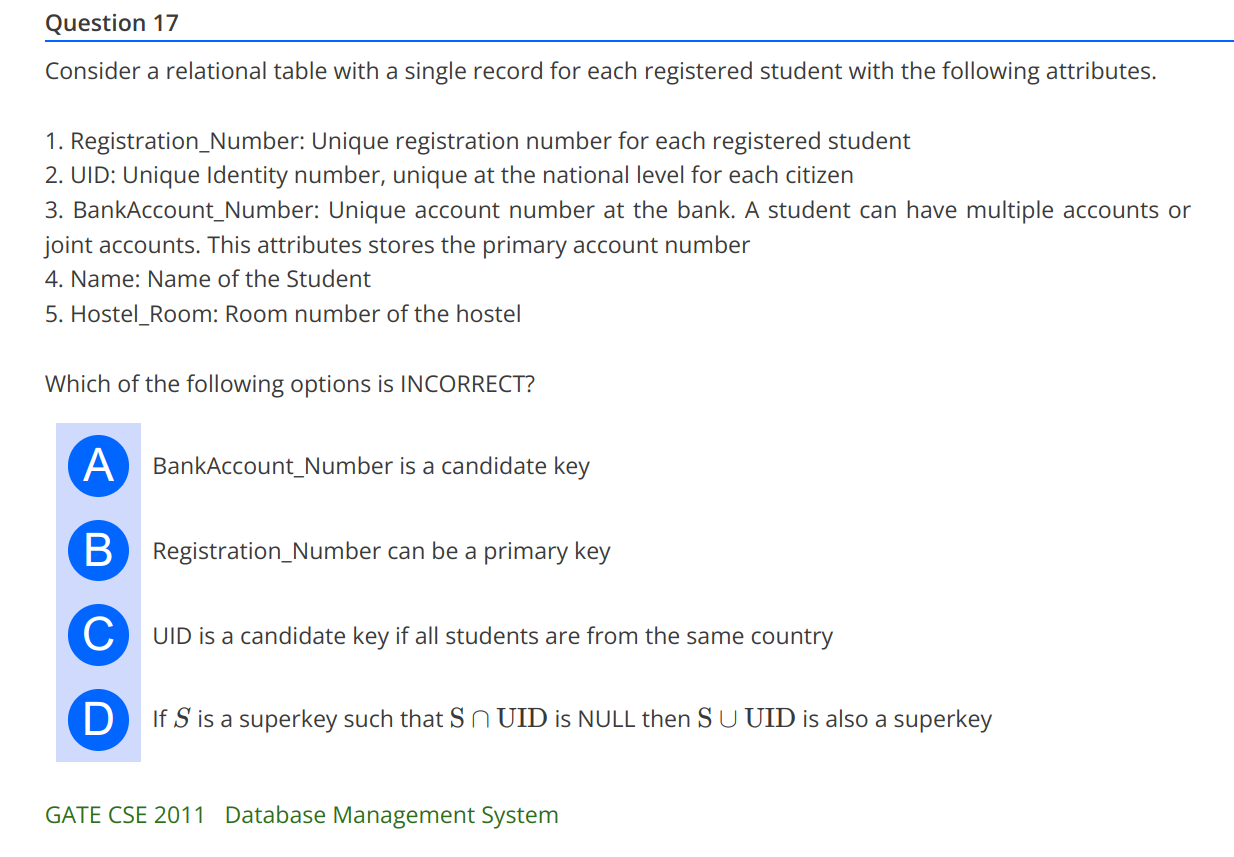 Question 17
Consider a relational table with a single record for each registered student with the following attributes.
1. Registration_Number: Unique registration number for each registered student
2. UID: Unique Identity number, unique at the national level for each citizen
3. BankAccount_Number: Unique account number at the bank. A student can have multiple accounts or
joint accounts. This attributes stores the primary account number
4. Name: Name of the Student
5. Hostel_Room: Room number of the hostel
Which of the following options is INCORRECT?
A BankAccount_Number is a candidate key
B Registration_Number can be a primary key
C UID is a candidate key if all students are from the same country
D If S is a superkey such that S ∩ UID is NULL then S ∪ UID is also a superkey
GATE CSE 2011 Database Management System